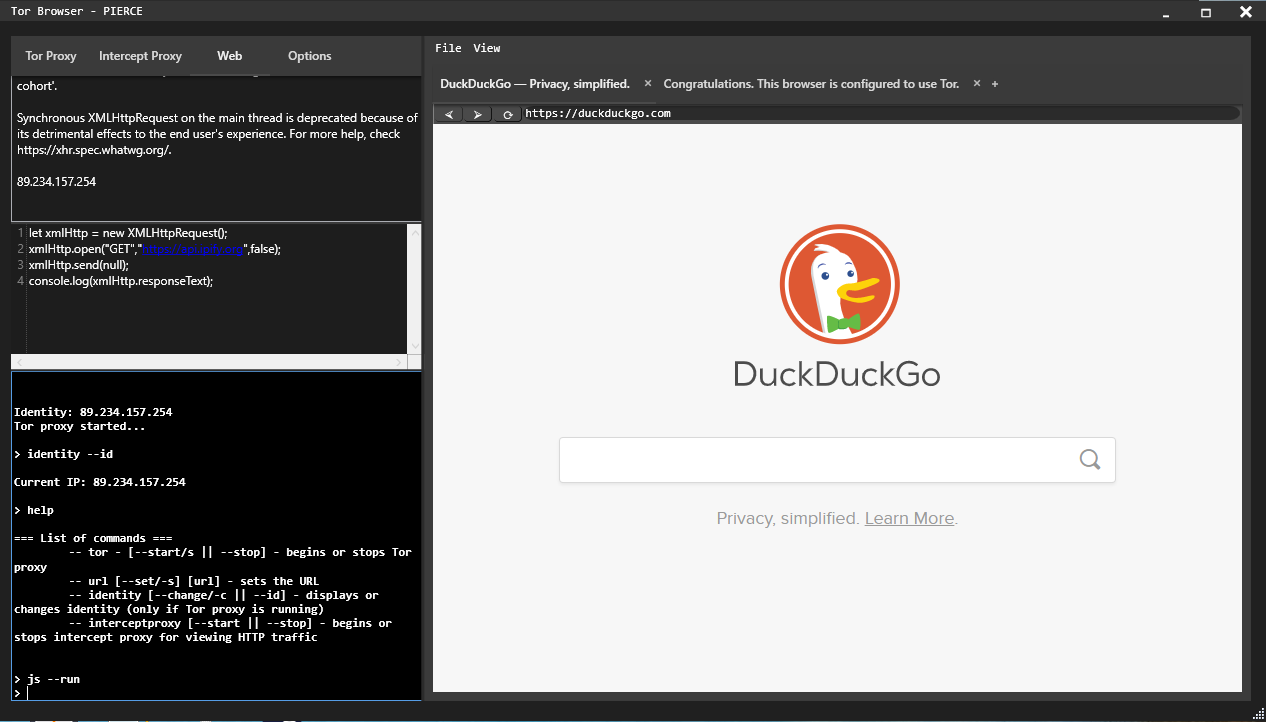 Tor Browser - PIERCE
Tor Proxy Intercept Proxy Web Options
cohort'.
Synchronous XMLHttpRequest on the main thread is deprecated because of
its detrimental effects to the end user's experience. For more help, check
https://xhr.spec.whatwg.org/.
89.234.157.254
1 let xmlHttp = new XMLHttpRequest();
2 xmlHttp.open("GET","https://api.ipify.org",false);
3 xmlHttp.send(null);
4 console.log(xmlHttp.responseText);
Identity: 89.234.157.254
Tor proxy started...
> identity --id
Current IP: 89.234.157.254
> help
=== List of commands ===
-- tor - [--start/s || --stop] - begins or stops Tor
proxy
-- url [--set/-s] [url] - sets the URL
-- identity [--change/-c || --id] - displays or
changes identity (only if Tor proxy is running)
-- interceptproxy [--start || --stop] - begins or
stops intercept proxy for viewing HTTP traffic
> js --run
>
File View
DuckDuckGo — Privacy, simplified. × Congratulations. This browser is configured to use Tor. × +
https://duckduckgo.com
DuckDuckGo
Privacy, simplified. Learn More.